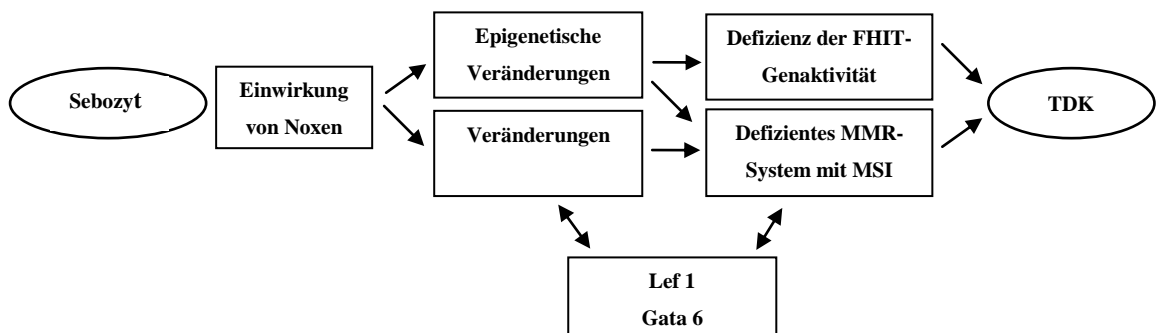 Sebozyt
Einwirkung
von Noxen
Epigenetische
Veränderungen
Veränderungen
Defizienz der FHIT-
Genaktivität
Defizientes MMR-
System mit MSI
TDK
Lef 1
Gata 6